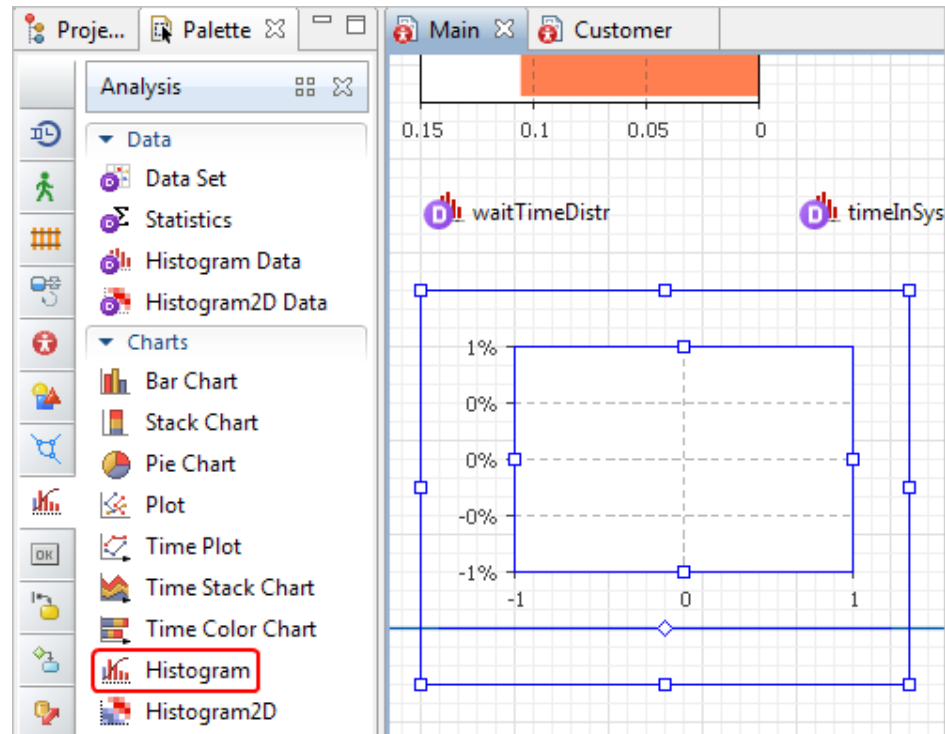 Proje...
Palette
Main
Customer
Analysis
Data
Data Set
Statistics
Histogram Data
Histogram2D Data
Charts
Bar Chart
Stack Chart
Pie Chart
Plot
Time Plot
Time Stack Chart
Time Color Chart
Histogram
Histogram2D
OK
0.15 0.1 0.05 0
waitTimeDistr
timeInSys
1%
0%
0%
-0%
-1%
-1 0 1